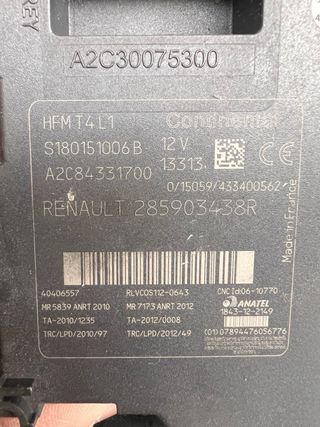 REY
A2C30075300
HFM T4 L1
Continental
S180151006B
12 V
A2C84331700
13313
0/15059/433400562
RENAULT 285903438R
Made in France
40406557
RLVCOS112-0643
CNC Id:06-10770
MR 5839 ANRT 2010
MR 7173 ANRT 2012
ANATEL
TA-2010/1235
TA-2012/0008
1843-12-2149
TRC/LPD/2010/97
TRC/LPD/2012/49
(01) 07894476056776